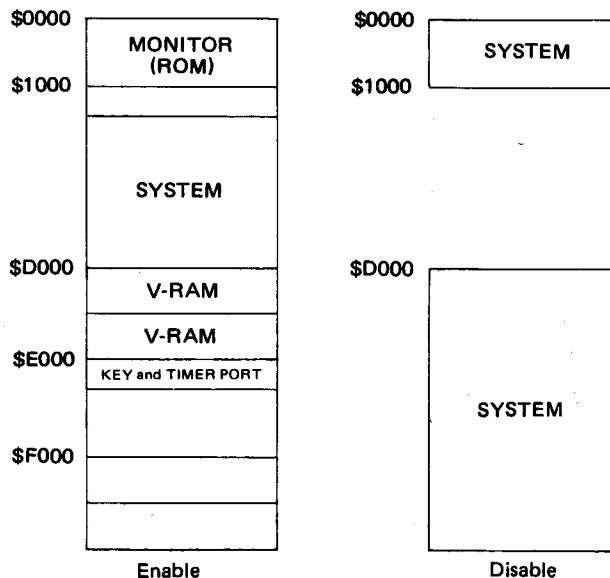 $0000
MONITOR
(ROM)
$1000
SYSTEM
$D000
V-RAM
V-RAM
$E000
KEY and TIMER PORT
$F000
Enable
$0000
SYSTEM
$1000
$D000
SYSTEM
Disable